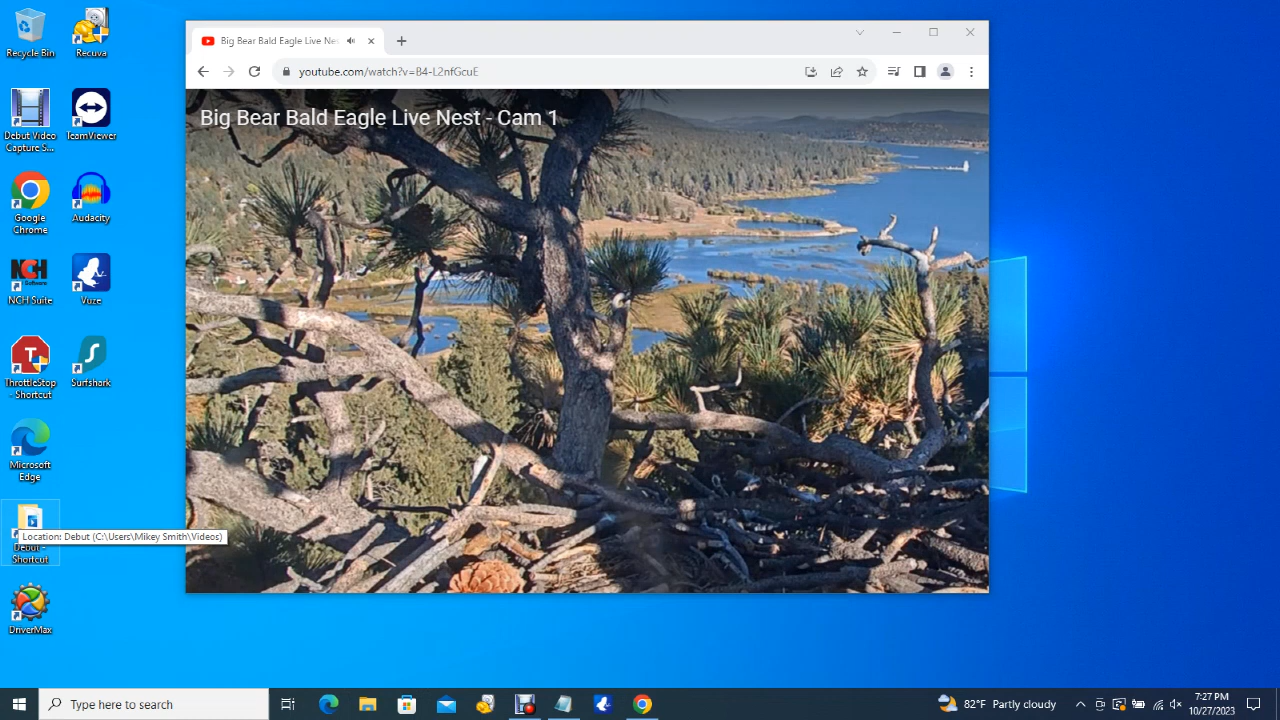 Recycle Bin
Recuva
Debut Video
Capture S...
TeamViewer
Google
Chrome
Audacity
NCH
Software
NCH Suite
Vuze
T
ThrottleStop
- Shortcut
S
Surfshark
Microsoft
Edge
Location: Debut (C:\Users\Mikey Smith\Videos)
Debut -
Shortcut
DriverMax
Big Bear Bald Eagle Live Nes
youtube.com/watch?v=B4-L2nfGcuE
Big Bear Bald Eagle Live Nest - Cam 1
Type here to search
82°F Partly cloudy
7:27 PM
10/27/2023